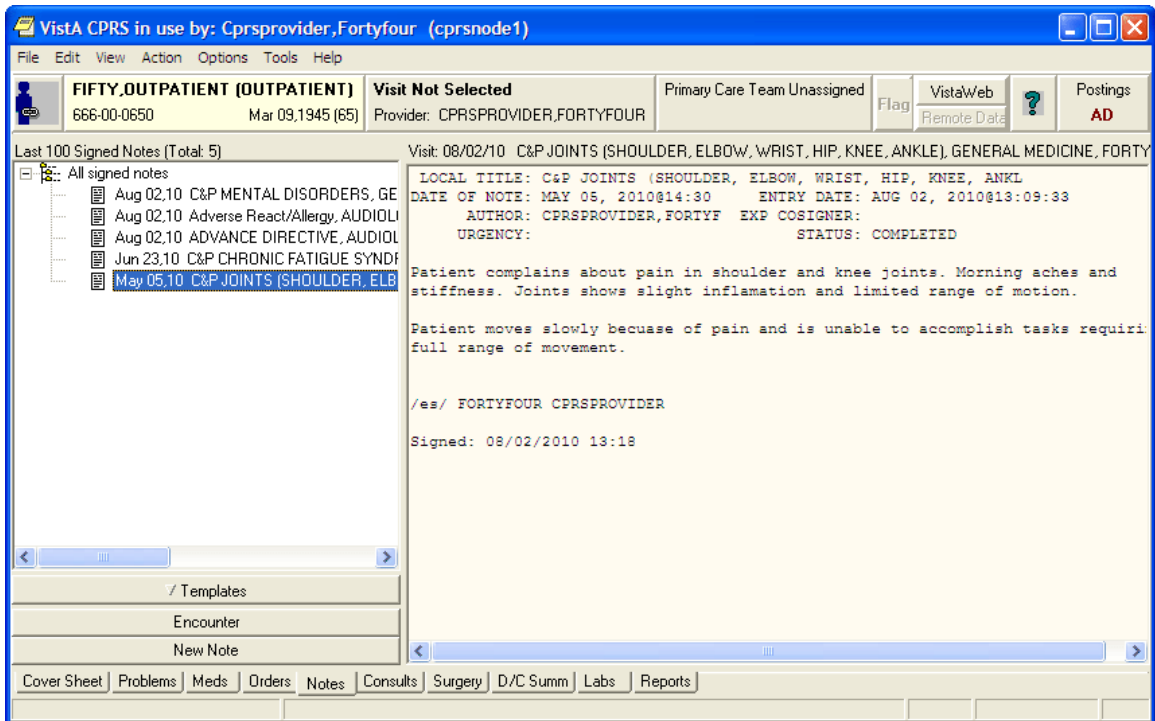 VistA CPRS in use by: Cprsprovider,Fortyfour (cprsnode1)
File Edit View Action Options Tools Help
FIFTY,OUTPATIENT (OUTPATIENT)
666-00-0650 Mar 09,1945 (65)
Visit Not Selected
Provider: CPRSPROVIDER,FORTYFOUR
Primary Care Team Unassigned
Flag
VistaWeb
Remote Data
?
Postings
AD
Last 100 Signed Notes (Total: 5)
All signed notes
Aug 02,10 C&P MENTAL DISORDERS, GE
Aug 02,10 Adverse React/Allergy, AUDIOL
Aug 02,10 ADVANCE DIRECTIVE, AUDIOL
Jun 23,10 C&P CHRONIC FATIGUE SYNDF
May 05,10 C&P JOINTS (SHOULDER, ELB
Templates
Encounter
New Note
Visit: 08/02/10 C&P JOINTS (SHOULDER, ELBOW, WRIST, HIP, KNEE, ANKLE), GENERAL MEDICINE, FORTY
LOCAL TITLE: C&P JOINTS (SHOULDER, ELBOW, WRIST, HIP, KNEE, ANKL
DATE OF NOTE: MAY 05, 2010@14:30 ENTRY DATE: AUG 02, 2010@13:09:33
AUTHOR: CPRSPROVIDER,FORTYF EXP COSIGNER:
URGENCY: STATUS: COMPLETED
Patient complains about pain in shoulder and knee joints. Morning aches and
stiffness. Joints shows slight inflamation and limited range of motion.
Patient moves slowly becuase of pain and is unable to accomplish tasks requiri
full range of movement.
/es/ FORTYFOUR CPRSPROVIDER
Signed: 08/02/2010 13:18
Cover Sheet Problems Meds Orders Notes Consults Surgery D/C Summ Labs Reports